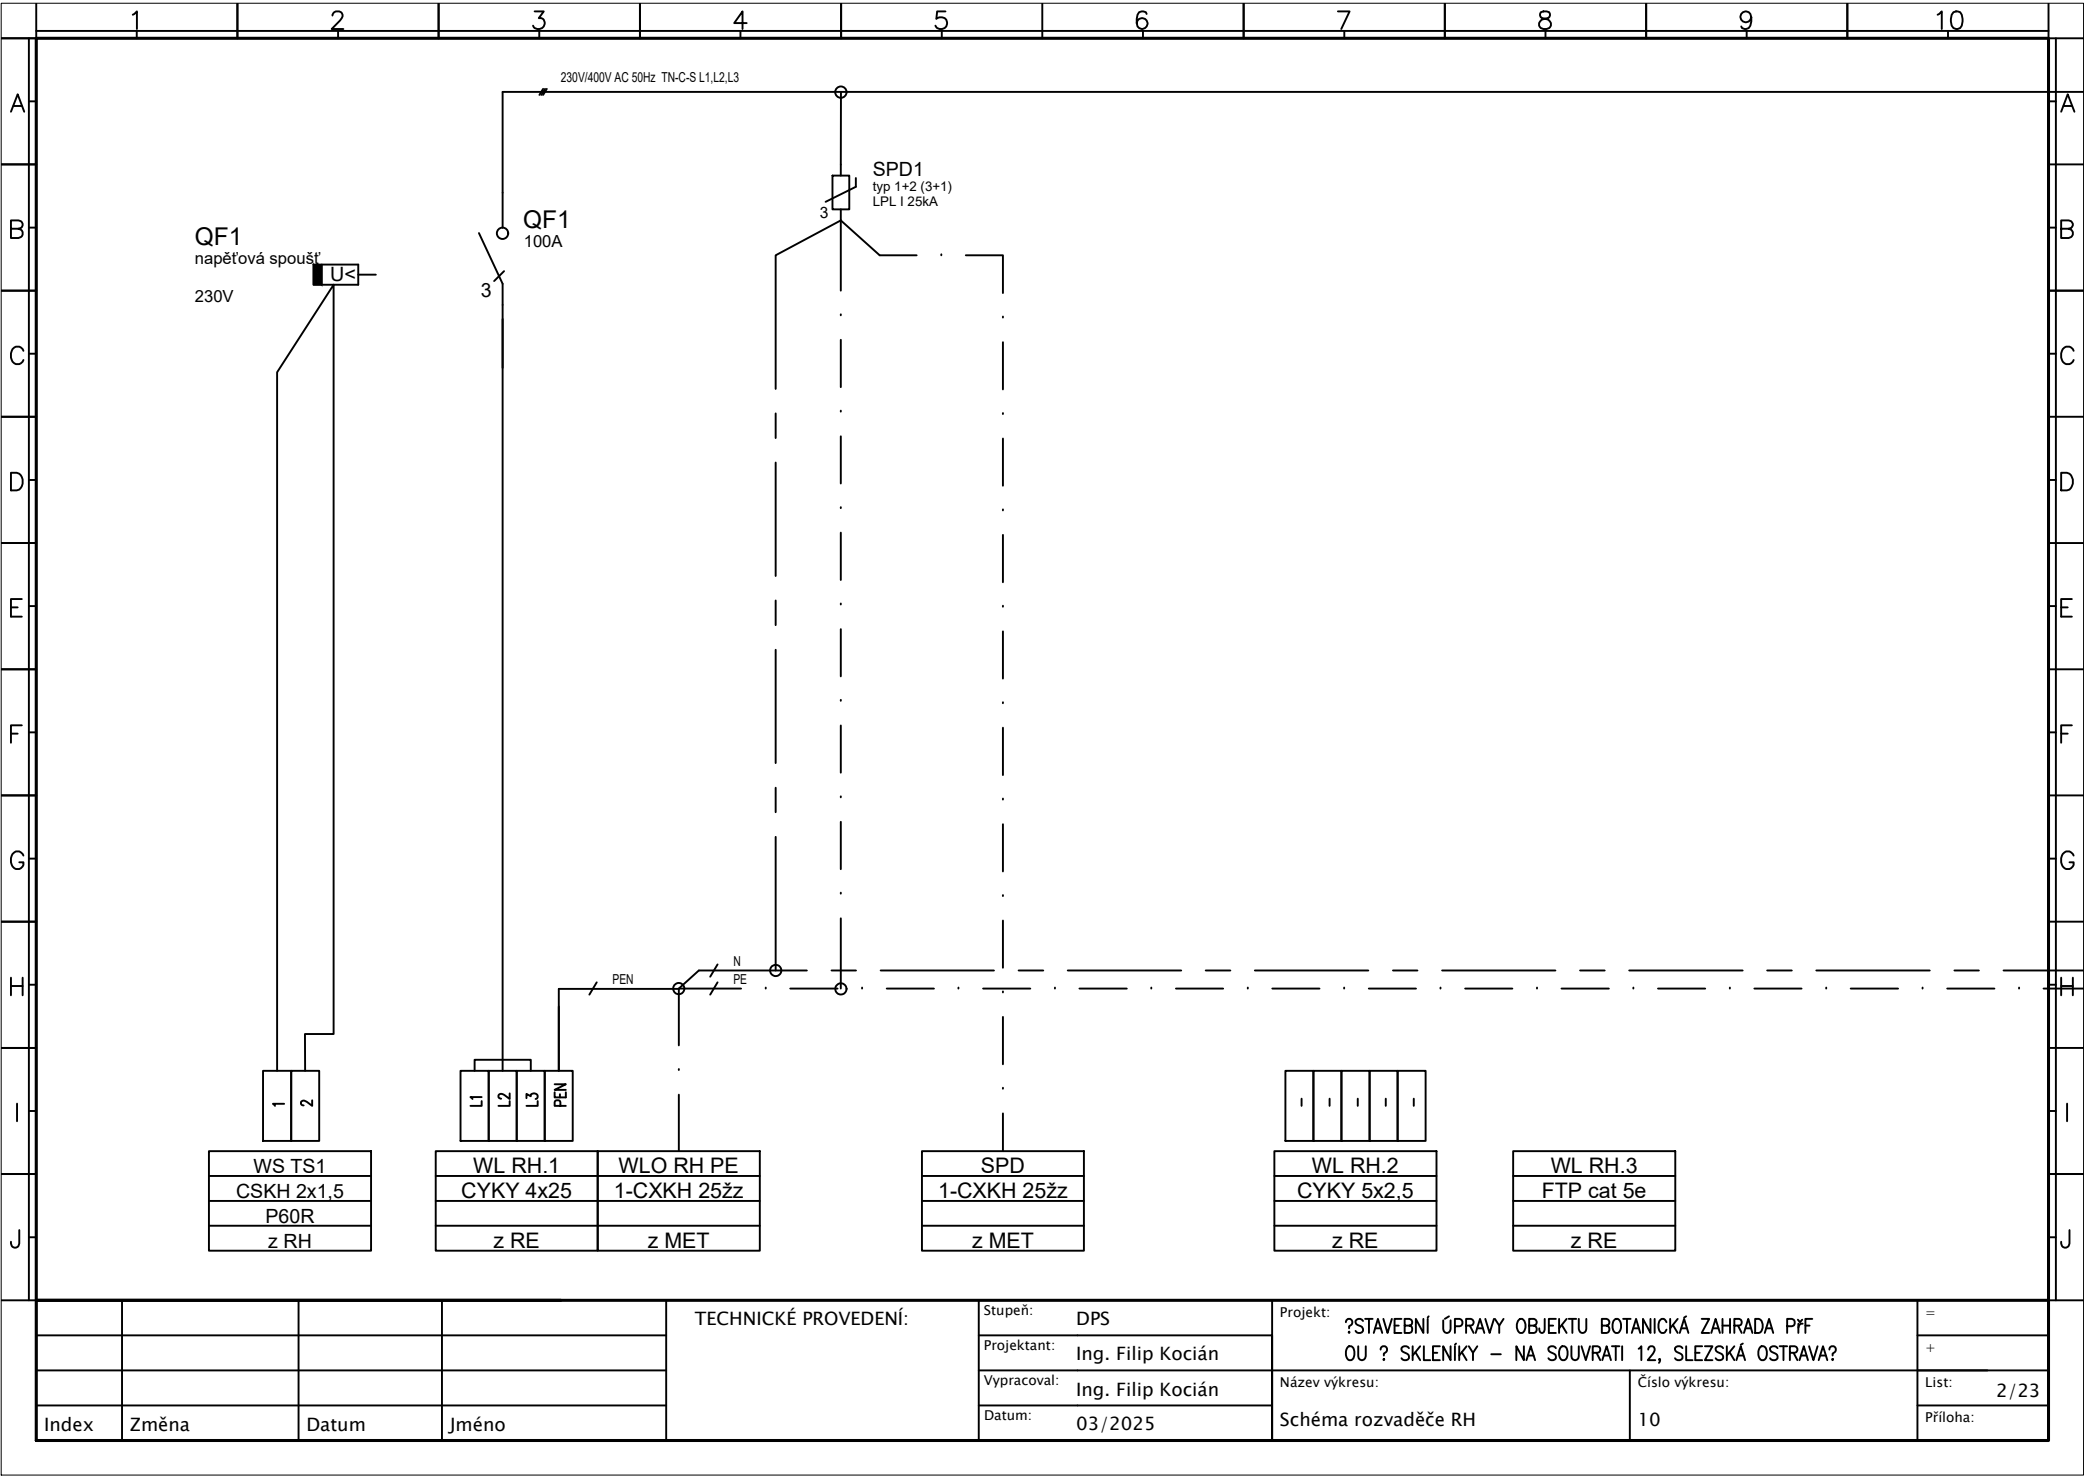 1 2 3 4 5 6 7 8 9 10
A A
B B
C C
D D
E E
F F
G G
H H
I I
J J
230V/400V AC 50Hz TN-C-S L1,L2,L3
SPD1
typ 1+2 (3+1)
LPL I 25kA
3
QF1
100A
3
QF1
napěťová spoušť
U<
230V
N
PEN
PE
1 2
L1 L2 L3 PEN
- - - - -
WS TS1
CSKH 2x1,5
P60R
z RH
WL RH.1
CYKY 4x25
z RE
WLO RH PE
1-CXKH 25žz
z MET
SPD
1-CXKH 25žz
z MET
WL RH.2
CYKY 5x2,5
z RE
WL RH.3
FTP cat 5e
z RE
Index Změna Datum Jméno
TECHNICKÉ PROVEDENÍ:
Stupeň: DPS
Projektant: Ing. Filip Kocián
Vypracoval: Ing. Filip Kocián
Datum: 03/2025
Projekt: ?STAVEBNÍ ÚPRAVY OBJEKTU BOTANICKÁ ZAHRADA PřF
OU ? SKLENÍKY – NA SOUVRATI 12, SLEZSKÁ OSTRAVA?
Název výkresu:
Schéma rozvaděče RH
Číslo výkresu:
10
=
+
List: 2/23
Příloha: